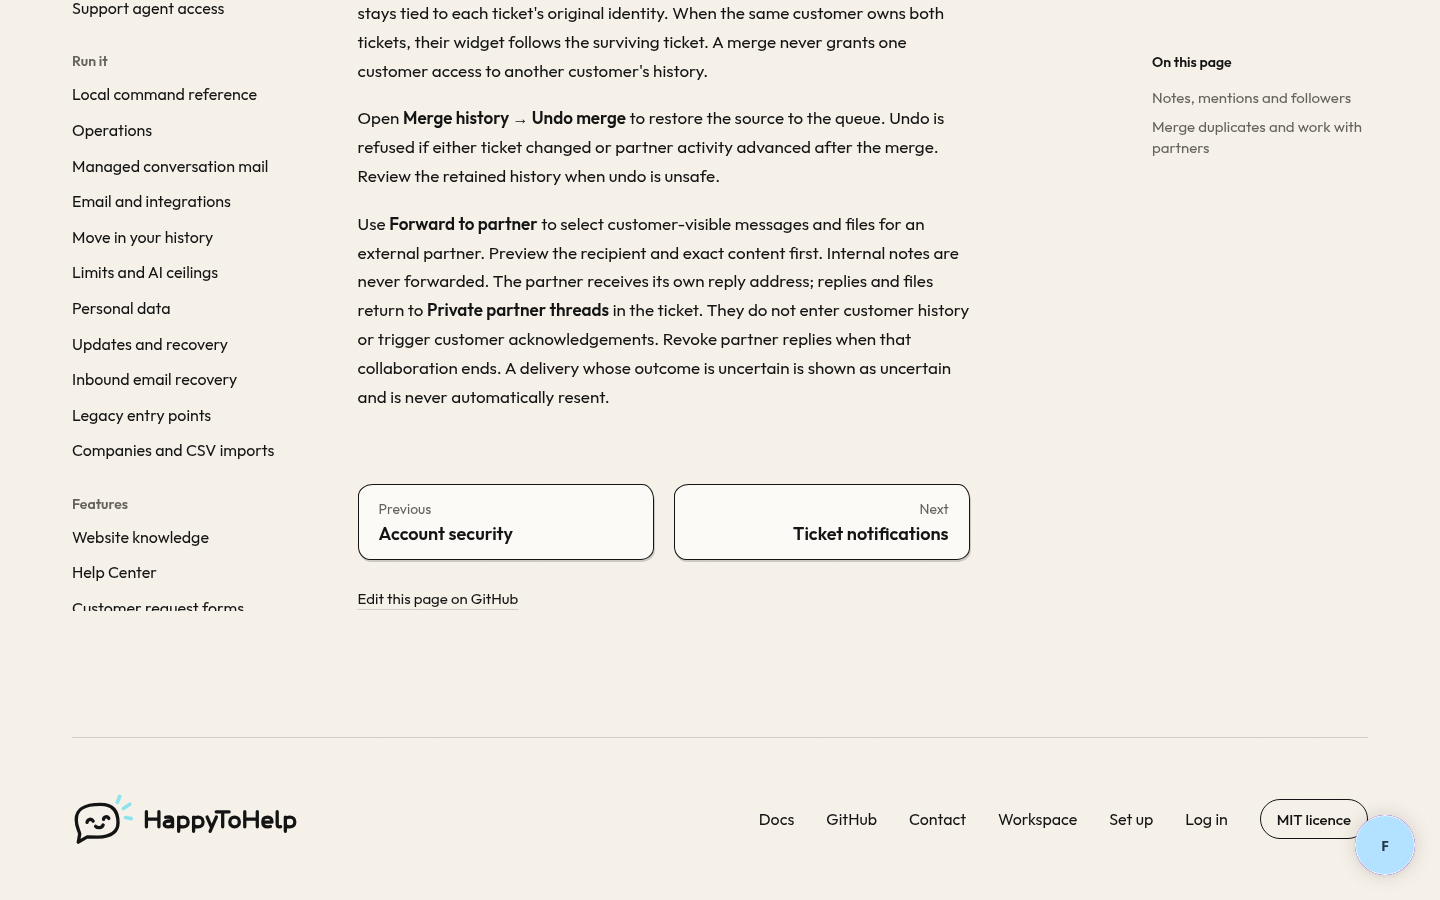 Support agent access
Run it
Local command reference
Operations
Managed conversation mail
Email and integrations
Move in your history
Limits and AI ceilings
Personal data
Updates and recovery
Inbound email recovery
Legacy entry points
Companies and CSV imports
Features
Website knowledge
Help Center
Customer request forms
stays tied to each ticket's original identity. When the same customer owns both
tickets, their widget follows the surviving ticket. A merge never grants one
customer access to another customer's history.
Open Merge history → Undo merge to restore the source to the queue. Undo is
refused if either ticket changed or partner activity advanced after the merge.
Review the retained history when undo is unsafe.
Use Forward to partner to select customer-visible messages and files for an
external partner. Preview the recipient and exact content first. Internal notes are
never forwarded. The partner receives its own reply address; replies and files
return to Private partner threads in the ticket. They do not enter customer history
or trigger customer acknowledgements. Revoke partner replies when that
collaboration ends. A delivery whose outcome is uncertain is shown as uncertain
and is never automatically resent.
Previous
Account security
Next
Ticket notifications
Edit this page on GitHub
On this page
Notes, mentions and followers
Merge duplicates and work with
partners
HappyToHelp
Docs GitHub Contact Workspace Set up Log in MIT licence
F